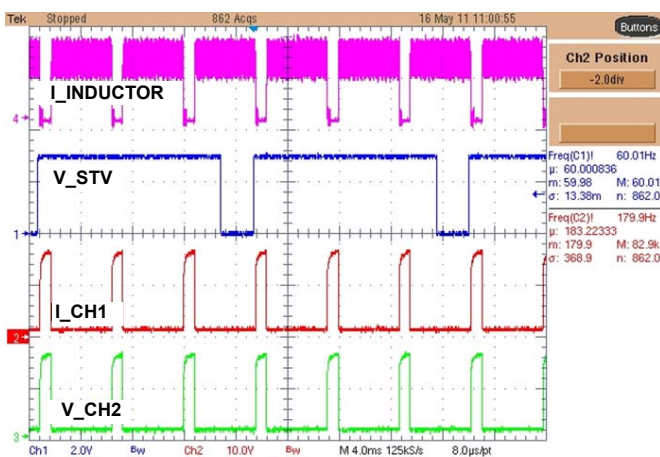 Tek Stopped 862 Acqs 16 May 11 11:00:55
Buttons
Ch2 Position
-2.0div
I_INDUCTOR
4
Freq(C1)! 60.01Hz
µ: 60.000836
m: 59.98 M: 60.01
σ: 13.38m n: 862.0
V_STV
1
Freq(C2)! 179.9Hz
µ: 183.22333
m: 179.9 M: 82.9k
σ: 368.9 n: 862.0
I_CH1
2
V_CH2
3
Ch1 2.0V Bw Ch2 10.0V Bw M 4.0ms 125kS/s 8.0µs/pt